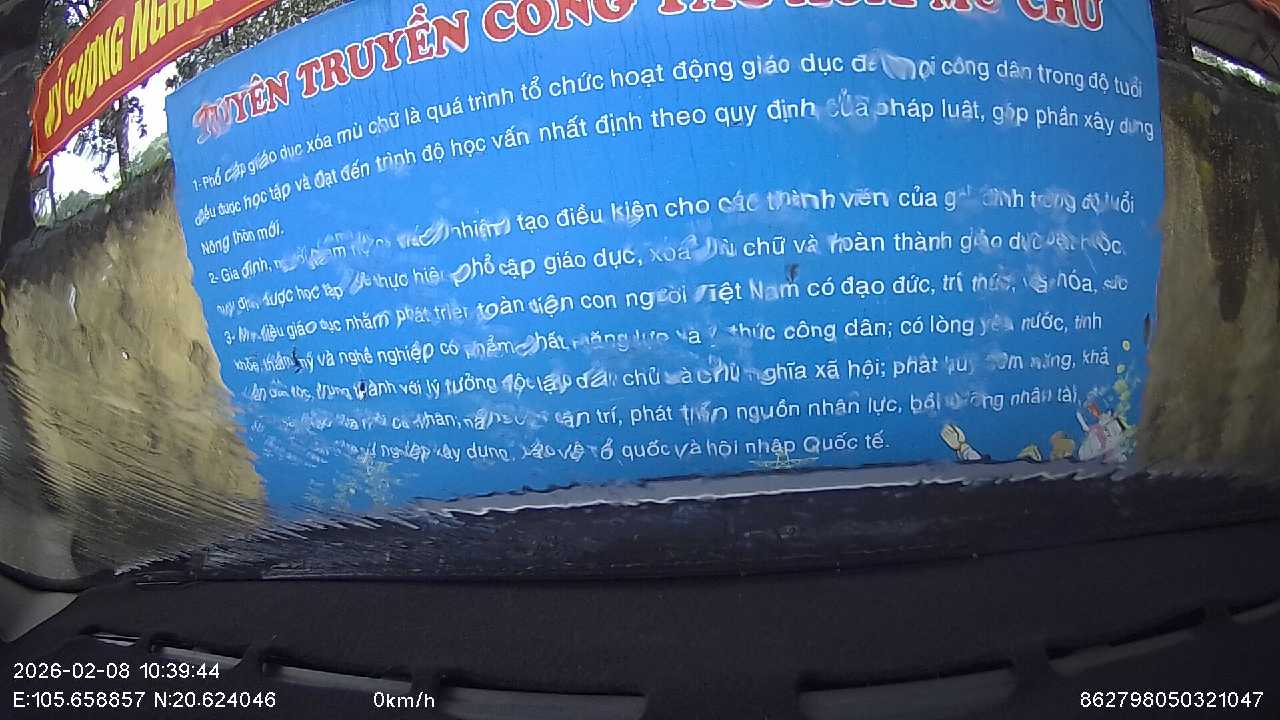 KỶ CƯƠNG
TUYÊN TRUYỀN CÔNG TÁC XÓA MÙ CHỮ
1- Phổ cập giáo dục xóa mù chữ là quá trình tổ chức hoạt động giáo dục để mọi công dân trong độ tuổi
đều được học tập và đạt đến trình độ học vấn nhất định theo quy định của pháp luật, góp phần xây dựng
Nông thôn mới.
2- Gia đình, nhiệm tạo điều kiện cho các thành viên của gia đình trong độ tuổi
quy định được học tập thực hiện phổ cập giáo dục, xoá mù chữ và hoàn thành giáo dục bắt buộc.
3- Mục tiêu giáo dục nhằm phát triển toàn diện con người Việt Nam có đạo đức, trí thức, văn hóa, sức
khỏe, thẩm mỹ và nghề nghiệp có phẩm chất, năng lực và ý thức công dân; có lòng yêu nước, tinh
thần dân tộc, trung thành với lý tưởng độc lập dân chủ và chủ nghĩa xã hội; phát huy tiềm năng, khả
cá nhân; dân trí, phát triển nguồn nhân lực, bồi dưỡng nhân tài,
nghiệp xây dựng, bảo vệ tổ quốc và hội nhập Quốc tế.
2026-02-08 10:39:44
E:105.658857 N:20.624046 0km/h 862798050321047